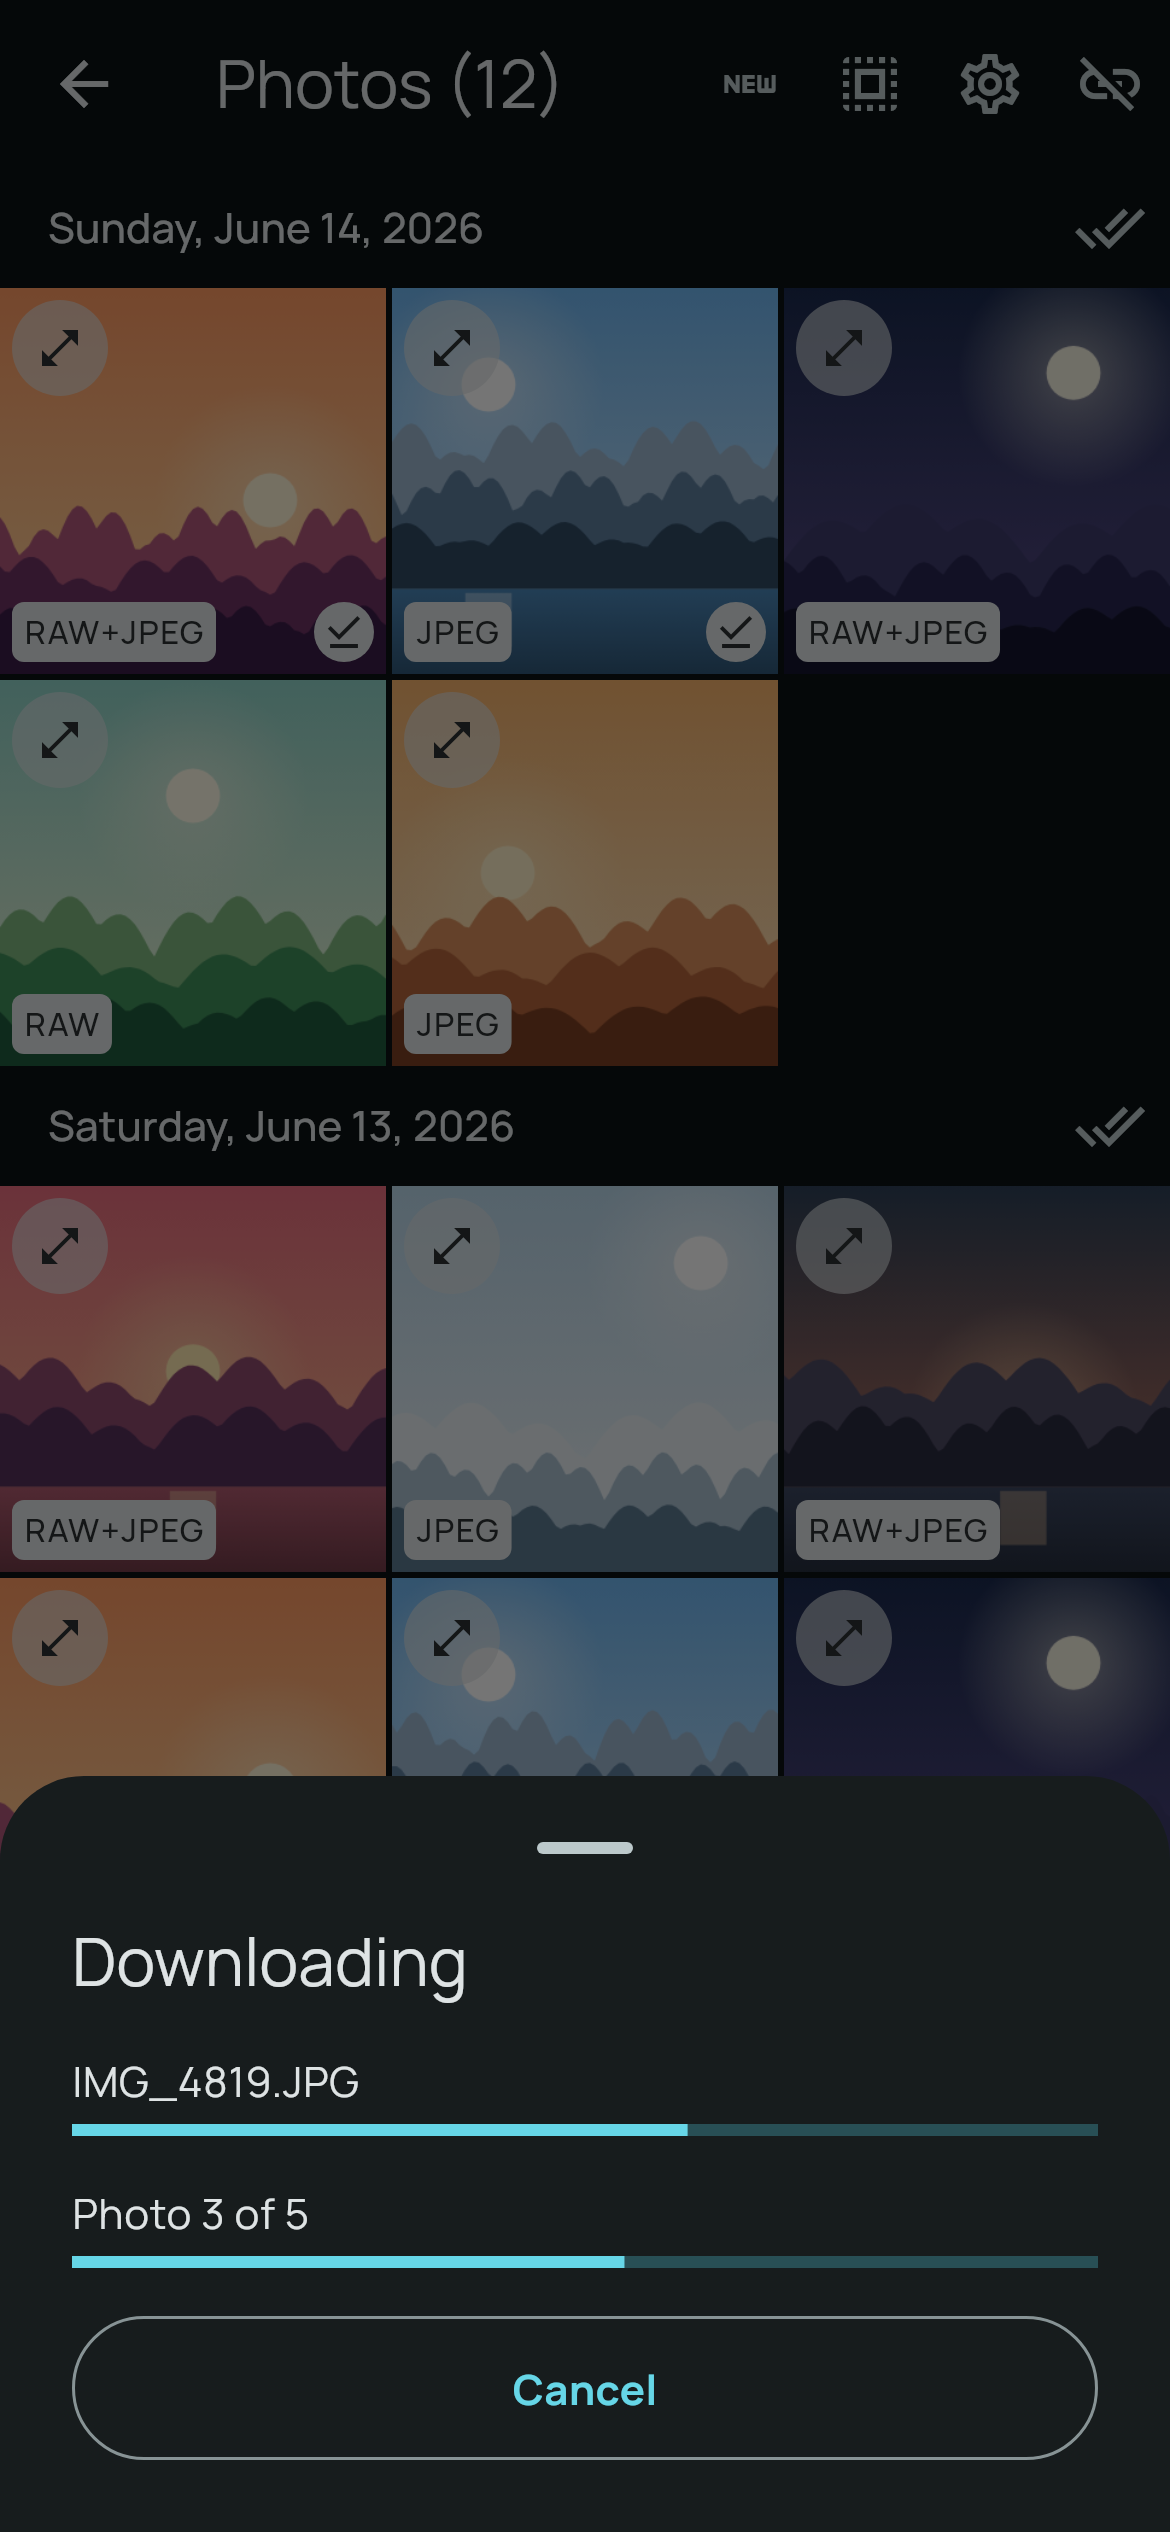 Photos (12)
NEW
Sunday, June 14, 2026
RAW+JPEG
JPEG
RAW+JPEG
RAW
JPEG
Saturday, June 13, 2026
RAW+JPEG
JPEG
RAW+JPEG
Downloading
IMG_4819.JPG
Photo 3 of 5
Cancel